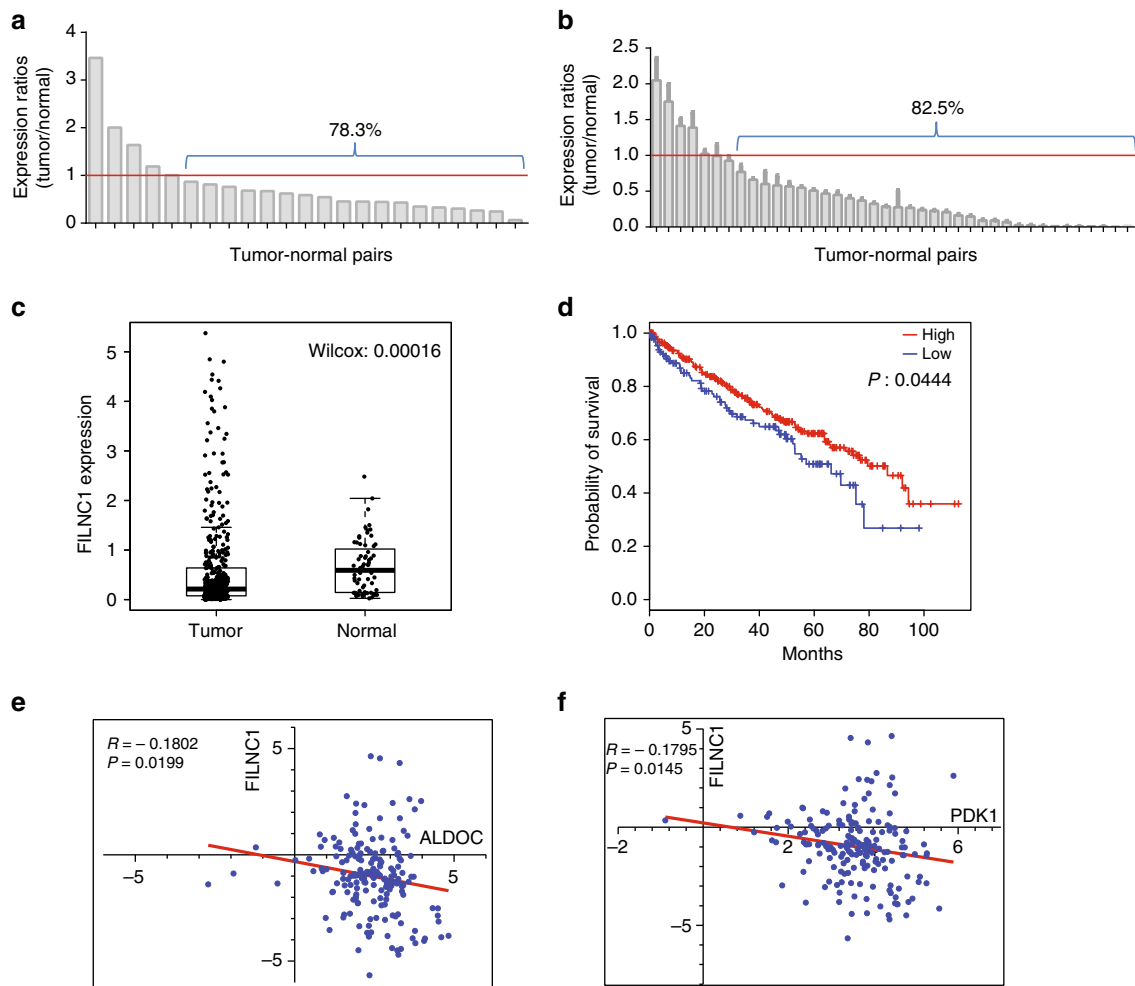 a
4
3
2
1
0
Expression ratios
(tumor/normal)
78.3%
Tumor-normal pairs
b
2.5
2.0
1.5
1.0
0.5
0.0
Expression ratios
(tumor/normal)
82.5%
Tumor-normal pairs
c
5
4
3
2
1
0
FILNC1 expression
Wilcox: 0.00016
Tumor
Normal
d
1.0
0.8
0.6
0.4
0.2
0.0
Probability of survival
High
Low
P : 0.0444
0 20 40 60 80 100
Months
e
R = – 0.1802
P = 0.0199
FILNC1
5
ALDOC
–5
5
–5
f
R = – 0.1795
P = 0.0145
5
FILNC1
PDK1
–2
2
6
–5